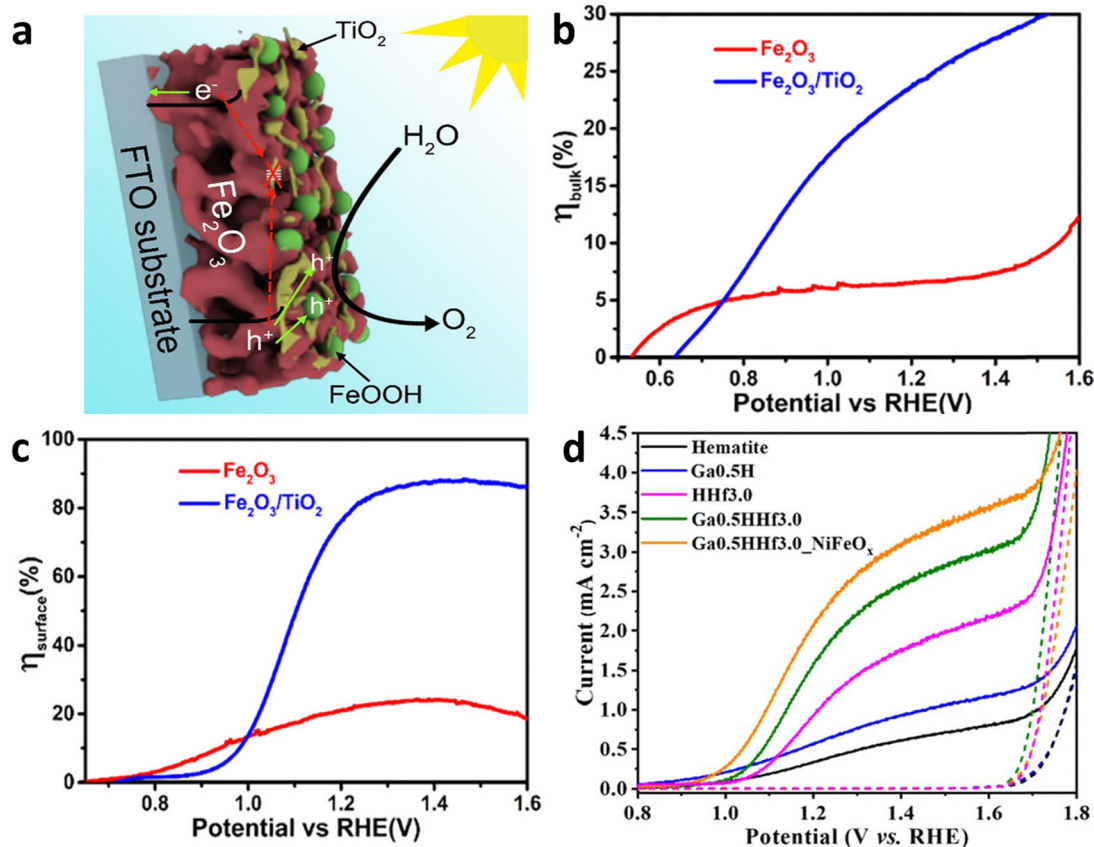 a
TiO₂
e⁻
H₂O
FTO substrate
Fe₂O₃
h⁺
h⁺
h⁺
O₂
FeOOH
b
30
25
20
15
10
5
0
η_bulk(%)
Fe₂O₃
Fe₂O₃/TiO₂
0.6 0.8 1.0 1.2 1.4 1.6
Potential vs RHE(V)
c
100
80
60
40
20
0
η_surface(%)
Fe₂O₃
Fe₂O₃/TiO₂
0.8 1.0 1.2 1.4 1.6
Potential vs RHE(V)
d
4.5
4.0
3.5
3.0
2.5
2.0
1.5
1.0
0.5
0.0
Current (mA cm⁻²)
Hematite
Ga0.5H
HHf3.0
Ga0.5HHf3.0
Ga0.5HHf3.0_NiFeOₓ
0.8 1.0 1.2 1.4 1.6 1.8
Potential (V vs. RHE)